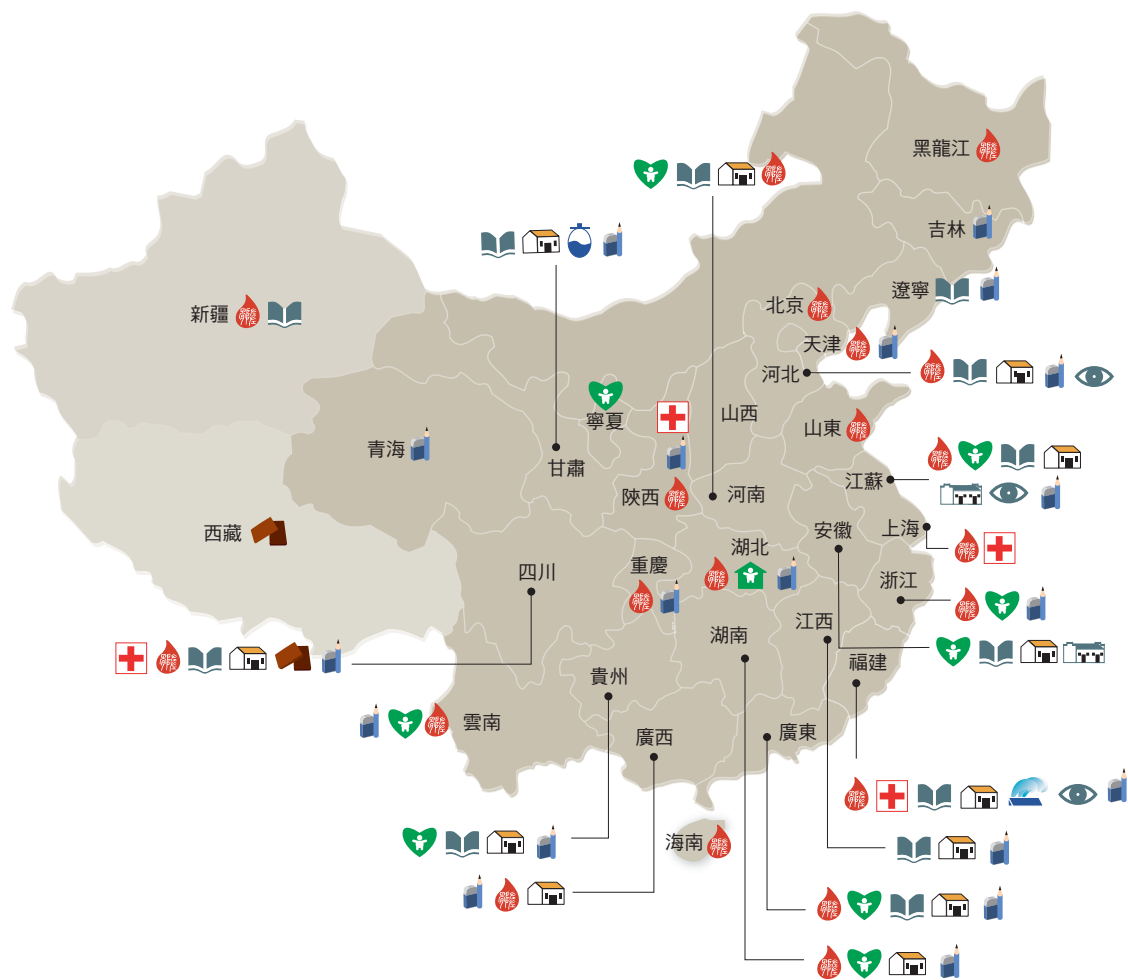 黑龍江
吉林
遼寧
北京
新疆
天津
河北
山西
寧夏
山東
青海
甘肅
江蘇
陝西
河南
西藏
安徽
上海
湖北
重慶
四川
浙江
江西
湖南
福建
貴州
雲南
廣西
廣東
海南